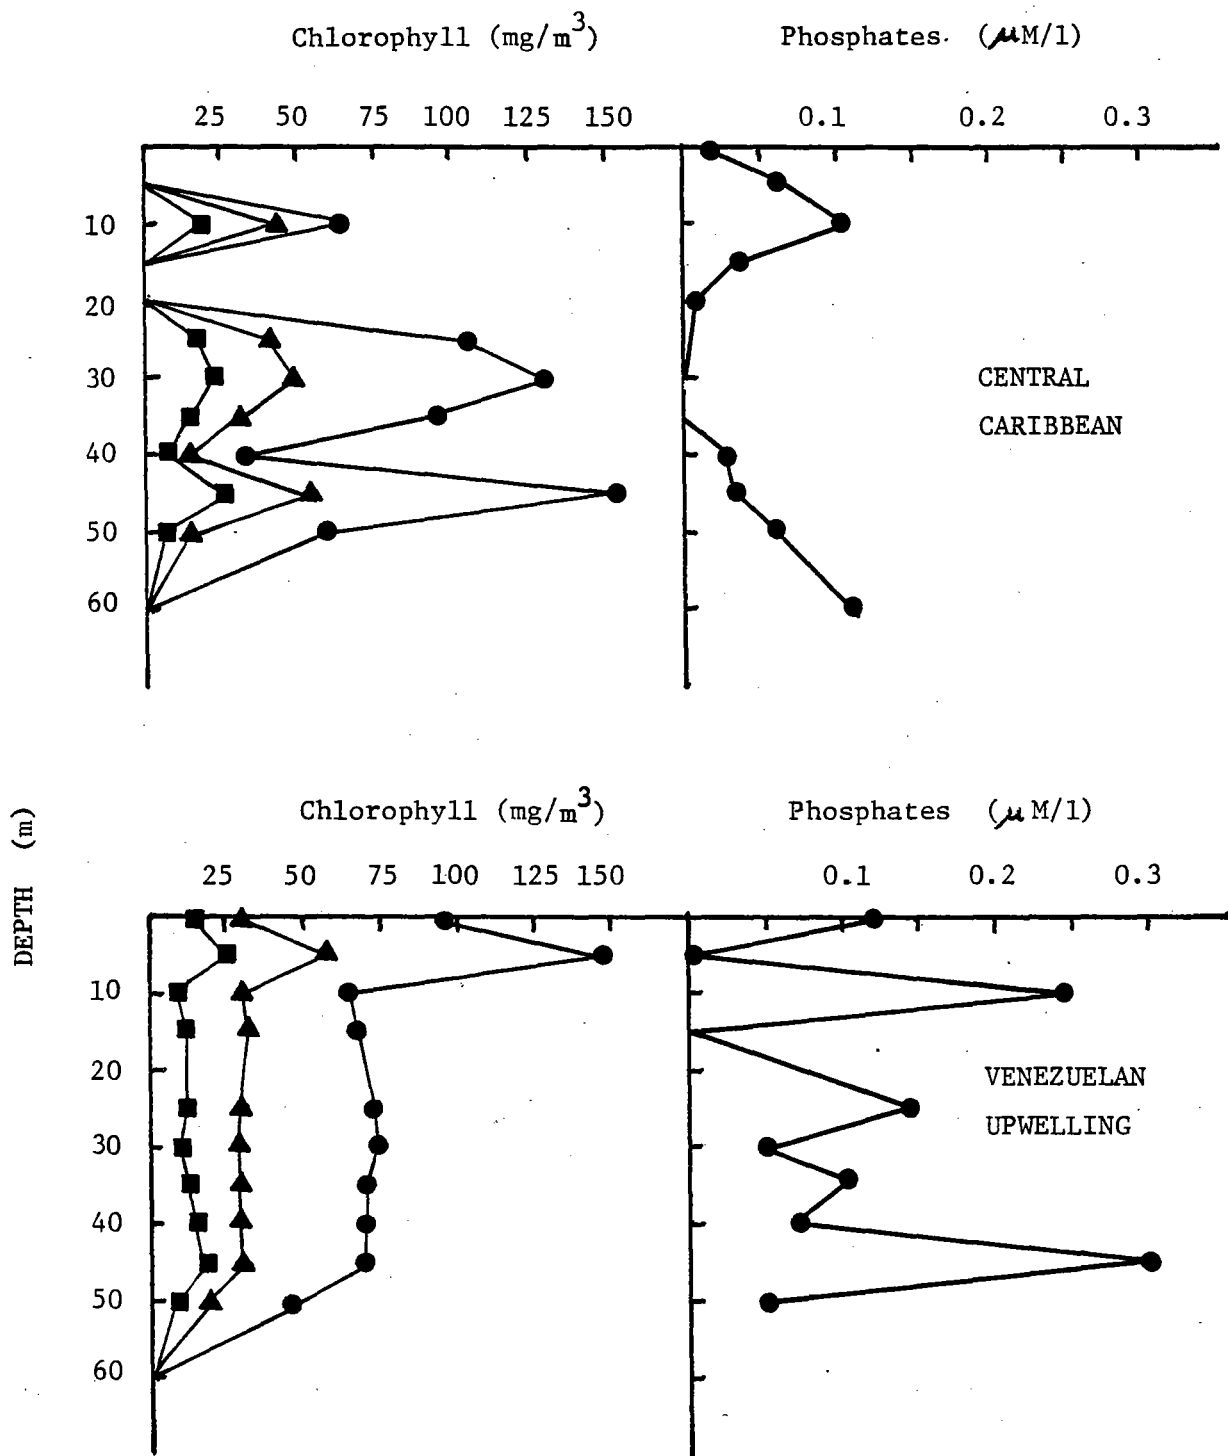 Chlorophyll (mg/m³) Phosphates (µM/l)
25 50 75 100 125 150 0.1 0.2 0.3
10
20
30
40
50
60
CENTRAL
CARIBBEAN
DEPTH (m)
Chlorophyll (mg/m³) Phosphates (µM/l)
25 50 75 100 125 150 0.1 0.2 0.3
10
20
30
40
50
60
VENEZUELAN
UPWELLING